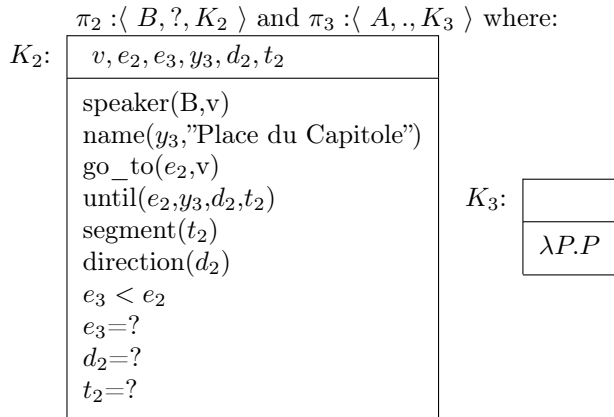 π₂ :⟨ B, ?, K₂ ⟩ and π₃ :⟨ A, ., K₃ ⟩ where:
K₂: v, e₂, e₃, y₃, d₂, t₂
speaker(B,v)
name(y₃,”Place du Capitole”)
go_to(e₂,v)
until(e₂,y₃,d₂,t₂)
segment(t₂)
direction(d₂)
e₃ < e₂
e₃=?
d₂=?
t₂=?
K₃:
λP.P